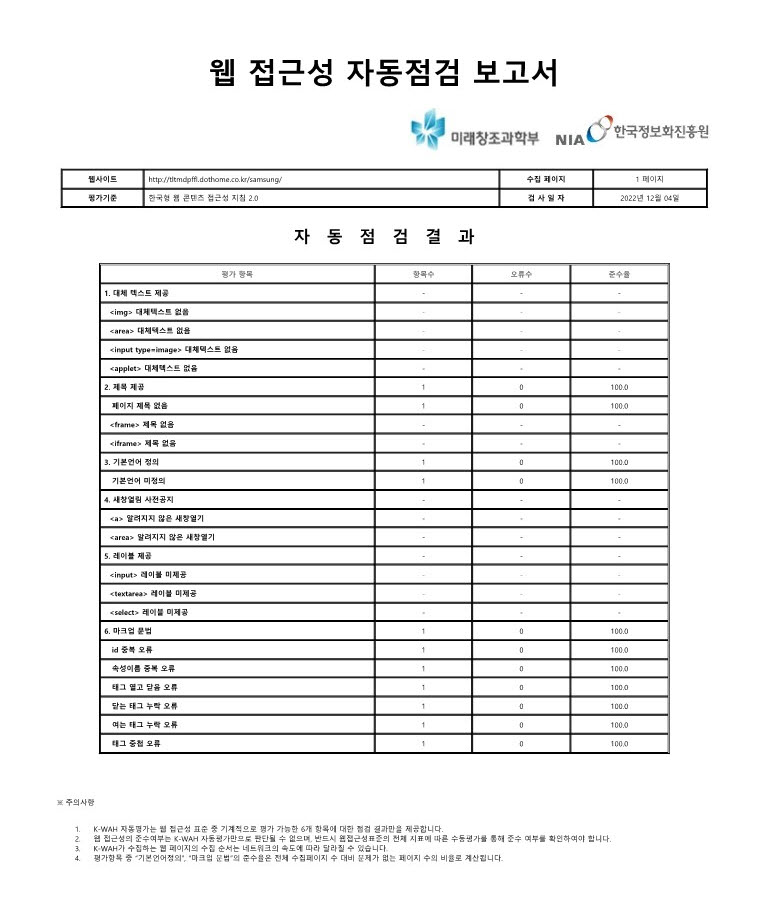 웹 접근성 자동점검 보고서
미래창조과학부 NIA 한국정보화진흥원
웹사이트 http://tltmdpffl.dothome.co.kr/samsung/ 수집 페이지 1 페이지
평가기준 한국형 웹 콘텐츠 접근성 지침 2.0 검 사 일 자 2022년 12월 04일
자 동 점 검 결 과
평가 항목 항목수 오류수 준수율
1. 대체 텍스트 제공 - - -
<img> 대체텍스트 없음 - - -
<area> 대체텍스트 없음 - - -
<input type=image> 대체텍스트 없음 - - -
<applet> 대체텍스트 없음 - - -
2. 제목 제공 1 0 100.0
페이지 제목 없음 1 0 100.0
<frame> 제목 없음 - - -
<iframe> 제목 없음 - - -
3. 기본언어 정의 1 0 100.0
기본언어 미정의 1 0 100.0
4. 새창열림 사전공지 - - -
<a> 알려지지 않은 새창열기 - - -
<area> 알려지지 않은 새창열기 - - -
5. 레이블 제공 - - -
<input> 레이블 미제공 - - -
<textarea> 레이블 미제공 - - -
<select> 레이블 미제공 - - -
6. 마크업 문법 1 0 100.0
id 중복 오류 1 0 100.0
속성이름 중복 오류 1 0 100.0
태그 열고 닫음 오류 1 0 100.0
닫는 태그 누락 오류 1 0 100.0
여는 태그 누락 오류 1 0 100.0
태그 중첩 오류 1 0 100.0
※ 주의사항
1. K-WAH 자동평가는 웹 접근성 표준 중 기계적으로 평가 가능한 6개 항목에 대한 점검 결과만을 제공합니다.
2. 웹 접근성의 준수여부는 K-WAH 자동평가만으로 판단될 수 없으며, 반드시 웹접근성표준의 전체 지표에 따른 수동평가를 통해 준수 여부를 확인하여야 합니다.
3. K-WAH가 수집하는 웹 페이지의 수집 순서는 네트워크의 속도에 따라 달라질 수 있습니다.
4. 평가항목 중 "기본언어정의", "마크업 문법"의 준수율은 전체 수집페이지 수 대비 문제가 없는 페이지 수의 비율로 계산됩니다.